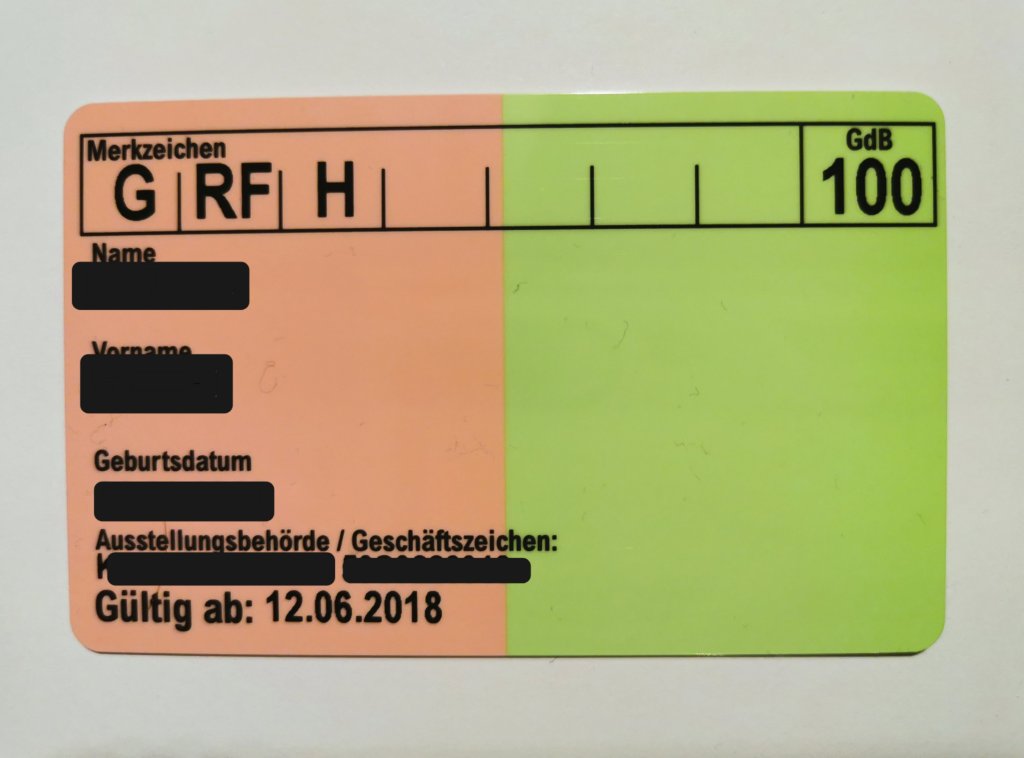 Merkzeichen GdB
G RF H 100
Name
Vorname
Geburtsdatum
Ausstellungsbehörde / Geschäftszeichen:
K
Gültig ab: 12.06.2018